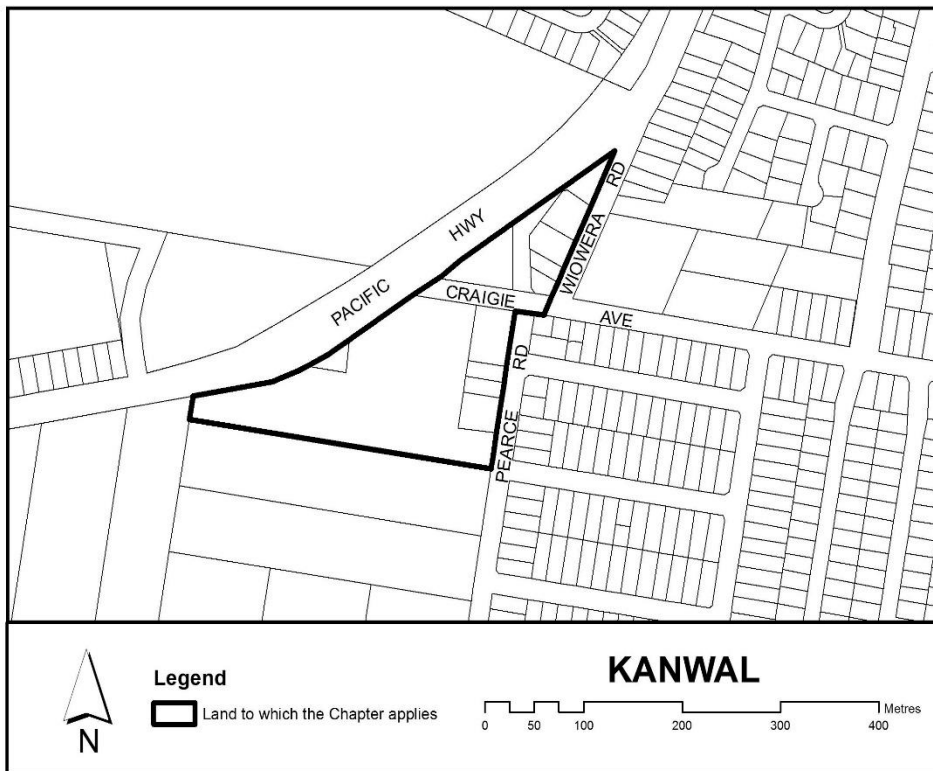 PACIFIC HWY
WIOWERA RD
CRAIGIE AVE
PEARCE RD
N
Legend
Land to which the Chapter applies
KANWAL
0 50 100 200 300 400 Metres